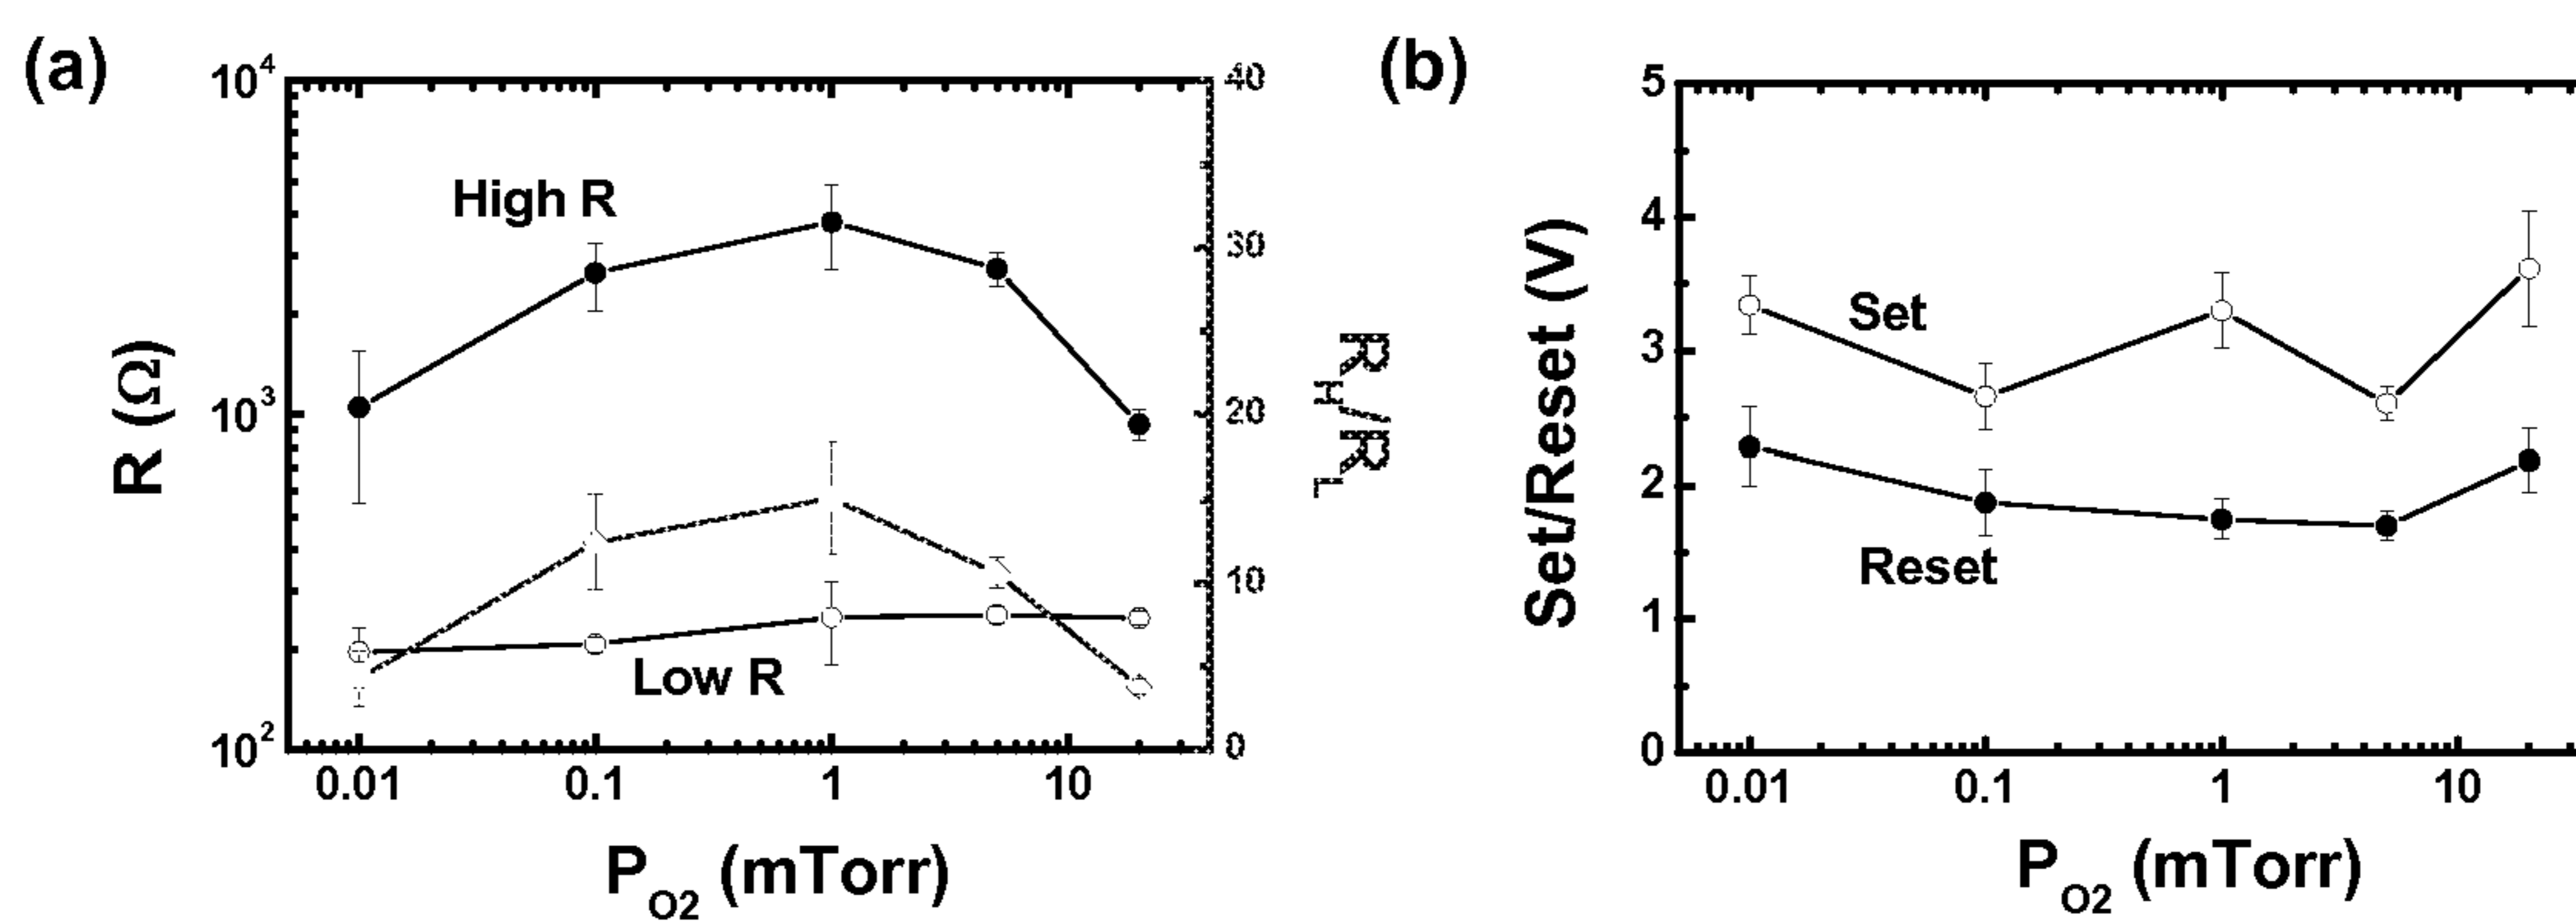 (a)
10^4
10^3
10^2
R (Ω)
High R
Low R
40
30
20
10
0
R_H/R_L
0.01 0.1 1 10
P_O2 (mTorr)
(b)
5
4
3
2
1
0
Set/Reset (V)
Set
Reset
0.01 0.1 1 10
P_O2 (mTorr)